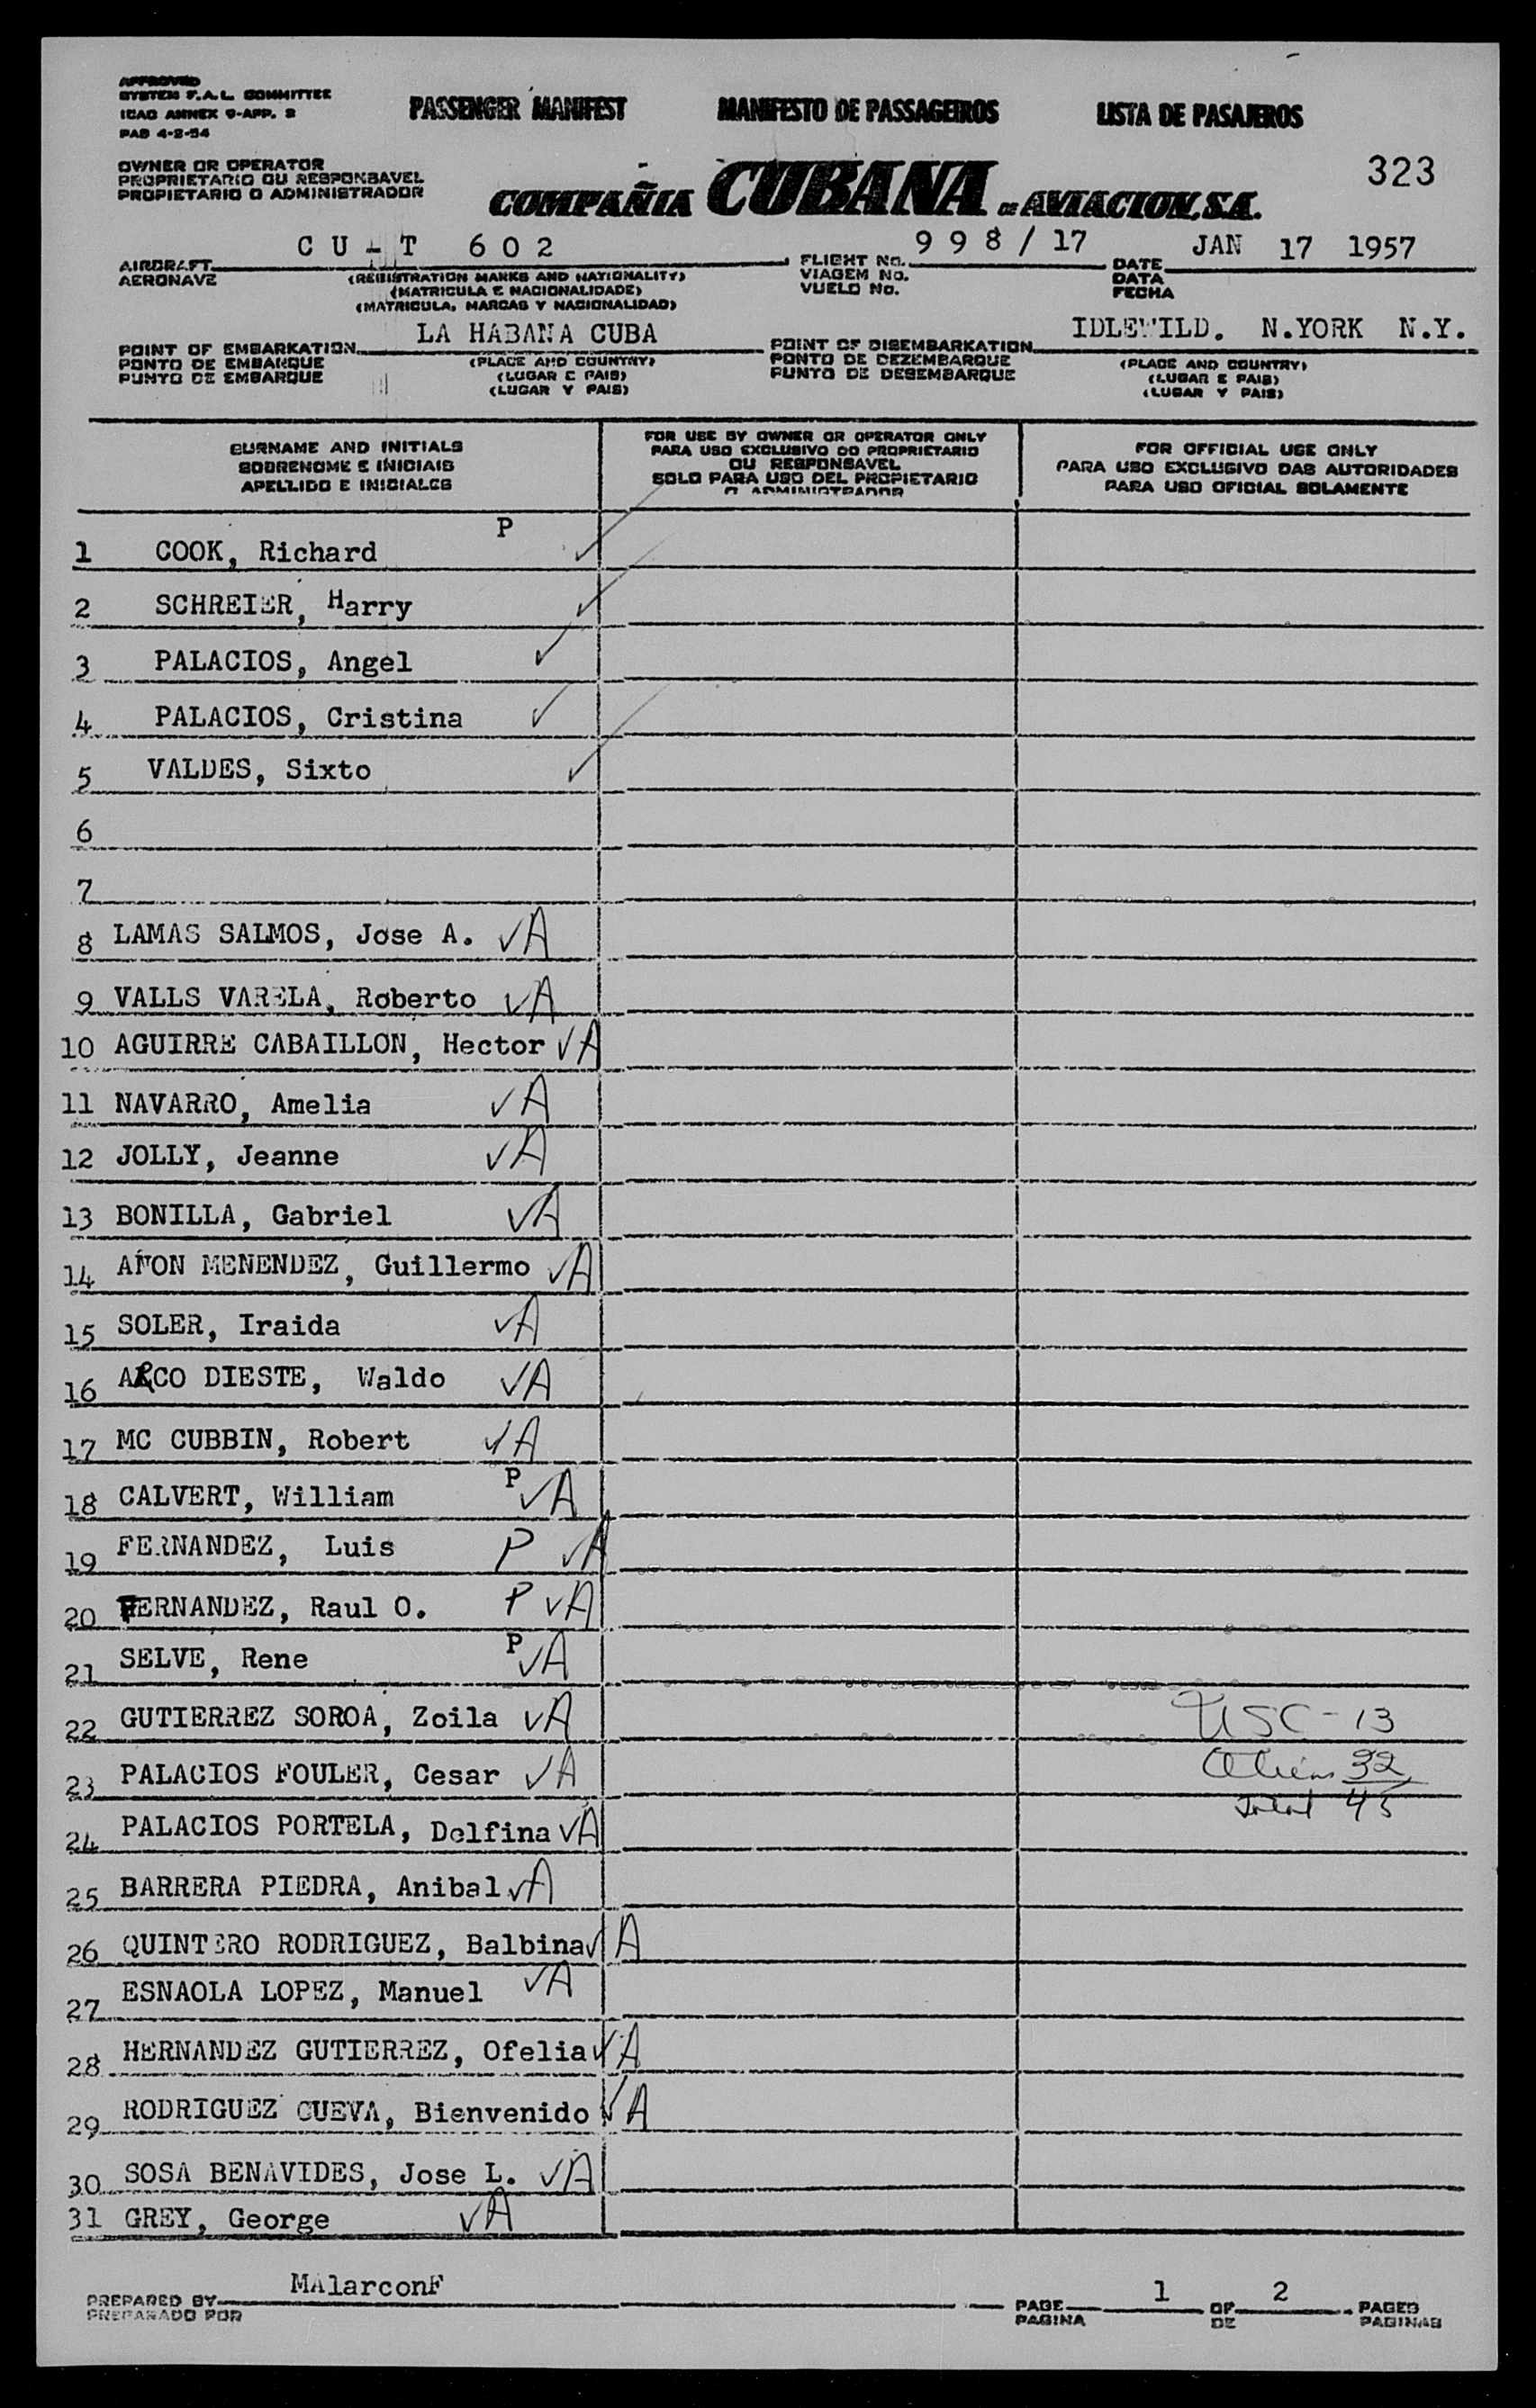 APPROVED
SYSTEM F.A.L. COMMITTEE
ICAO ANNEX 9-APP. 2
PAB 4-2-54
PASSENGER MANIFEST MANIFESTO DE PASSAGEIROS LISTA DE PASAJEROS
OWNER OR OPERATOR
PROPRIETARIO OU RESPONSAVEL
PROPIETARIO O ADMINISTRADOR
COMPAÑIA CUBANA DE AVIACION, S.A.
323
AIRCRAFT CU-T 602 FLIGHT No. 998/17 DATE JAN 17 1957
AERONAVE (REGISTRATION MARKS AND NATIONALITY) VIAGEM No. DATA
(MATRICULA E NACIONALIDADE) VUELO No. FECHA
(MATRICULA, MARCAS Y NACIONALIDAD)
POINT OF EMBARKATION LA HABANA CUBA POINT OF DISEMBARKATION IDLEWILD. N.YORK N.Y.
PONTO DE EMBARQUE (PLACE AND COUNTRY) PONTO DE DEZEMBARQUE (PLACE AND COUNTRY)
PUNTO DE EMBARQUE (LUGAR E PAIS) PUNTO DE DESEMBARQUE (LUGAR E PAIS)
(LUGAR Y PAIS) (LUGAR Y PAIS)
SURNAME AND INITIALS
SOBRENOME E INICIAIS
APELLIDO E INICIALES
FOR USE BY OWNER OR OPERATOR ONLY
PARA USO EXCLUSIVO DO PROPRIETARIO
OU RESPONSAVEL
SOLO PARA USO DEL PROPIETARIO
O ADMINISTRADOR
FOR OFFICIAL USE ONLY
PARA USO EXCLUSIVO DAS AUTORIDADES
PARA USO OFICIAL SOLAMENTE
1 COOK, Richard P ✓
2 SCHREIER, Harry ✓
3 PALACIOS, Angel ✓
4 PALACIOS, Cristina ✓
5 VALDES, Sixto ✓
6
7
8 LAMAS SALMOS, Jose A. ✓A
9 VALLS VARELA, Roberto ✓A
10 AGUIRRE CABAILLON, Hector ✓A
11 NAVARRO, Amelia ✓A
12 JOLLY, Jeanne ✓A
13 BONILLA, Gabriel ✓A
14 MENENDEZ, Guillermo ✓A
15 SOLER, Iraida ✓A
16 ARCO DIESTE, Waldo ✓A
17 MC CUBBIN, Robert ✓A
18 CALVERT, William P ✓A
19 FERNANDEZ, Luis P ✓A
20 FERNANDEZ, Raul O. P ✓A
21 SELVE, Rene P ✓A
22 GUTIERREZ SOROA, Zoila ✓A USC-13
23 PALACIOS FOULER, Cesar ✓A Aliens 32
Total 45
24 PALACIOS PORTELA, Delfina ✓A
25 BARRERA PIEDRA, Anibal ✓A
26 QUINTERO RODRIGUEZ, Balbina ✓A
27 ESNAOLA LOPEZ, Manuel ✓A
28 HERNANDEZ GUTIERREZ, Ofelia ✓A
29 RODRIGUEZ CUEVA, Bienvenido ✓A
30 SOSA BENAVIDES, Jose L. ✓A
31 GREY, George ✓A
PREPARED BY MAlarconF PAGE 1 OF 2 PAGES
PREPARADO POR PAGINA DE PAGINAS